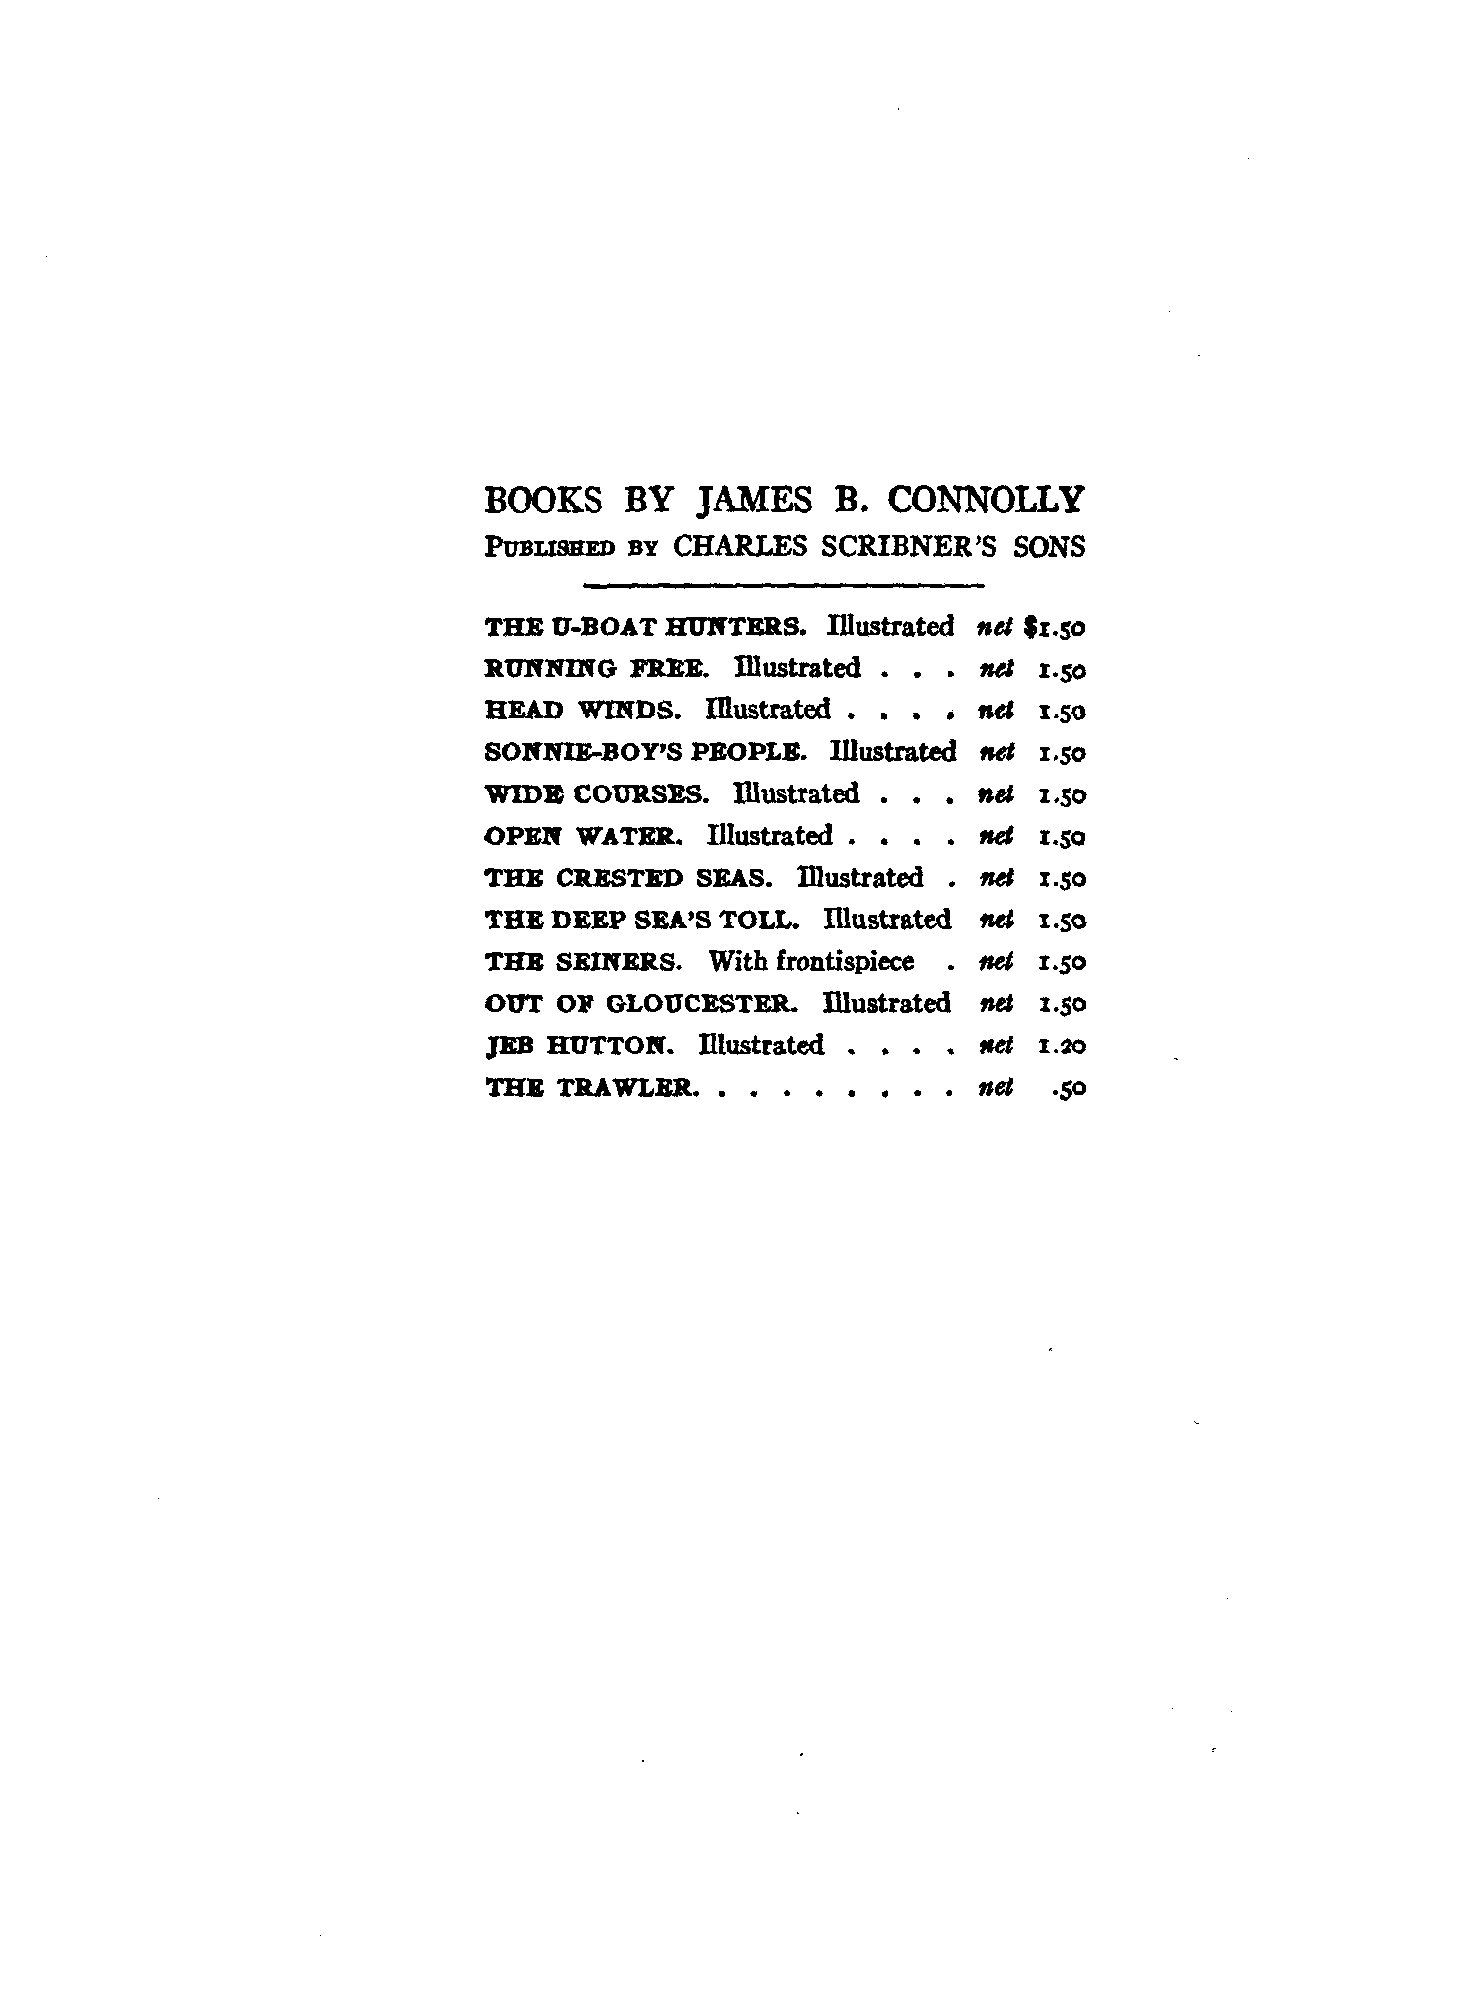 BOOKS BY JAMES B. CONNOLLY
PUBLISHED BY CHARLES SCRIBNER'S SONS
THE U-BOAT HUNTERS. Illustrated net $1.50
RUNNING FREE. Illustrated . . . net 1.50
HEAD WINDS. Illustrated . . . . net 1.50
SONNIE-BOY'S PEOPLE. Illustrated net 1.50
WIDE COURSES. Illustrated . . . net 1.50
OPEN WATER. Illustrated . . . . net 1.50
THE CRESTED SEAS. Illustrated . net 1.50
THE DEEP SEA'S TOLL. Illustrated net 1.50
THE SEINERS. With frontispiece . net 1.50
OUT OF GLOUCESTER. Illustrated net 1.50
JEB HUTTON. Illustrated . . . . net 1.20
THE TRAWLER. . . . . . . . . net .50